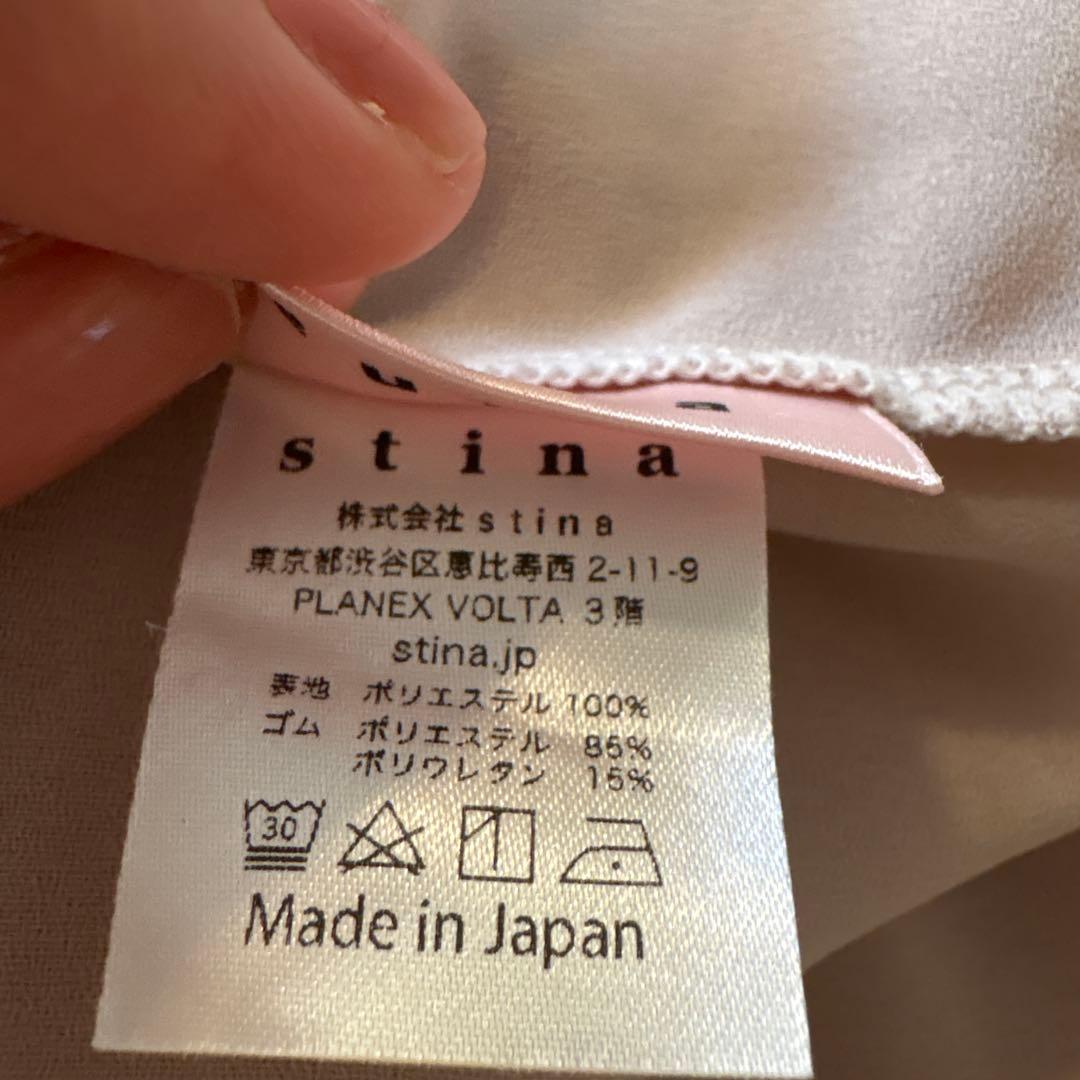 stina
株式会社stina
東京都渋谷区恵比寿西2-11-9
PLANEX VOLTA 3階
stina.jp
表地 ポリエステル 100%
ゴム ポリエステル 85%
ポリウレタン 15%
30
Made in Japan